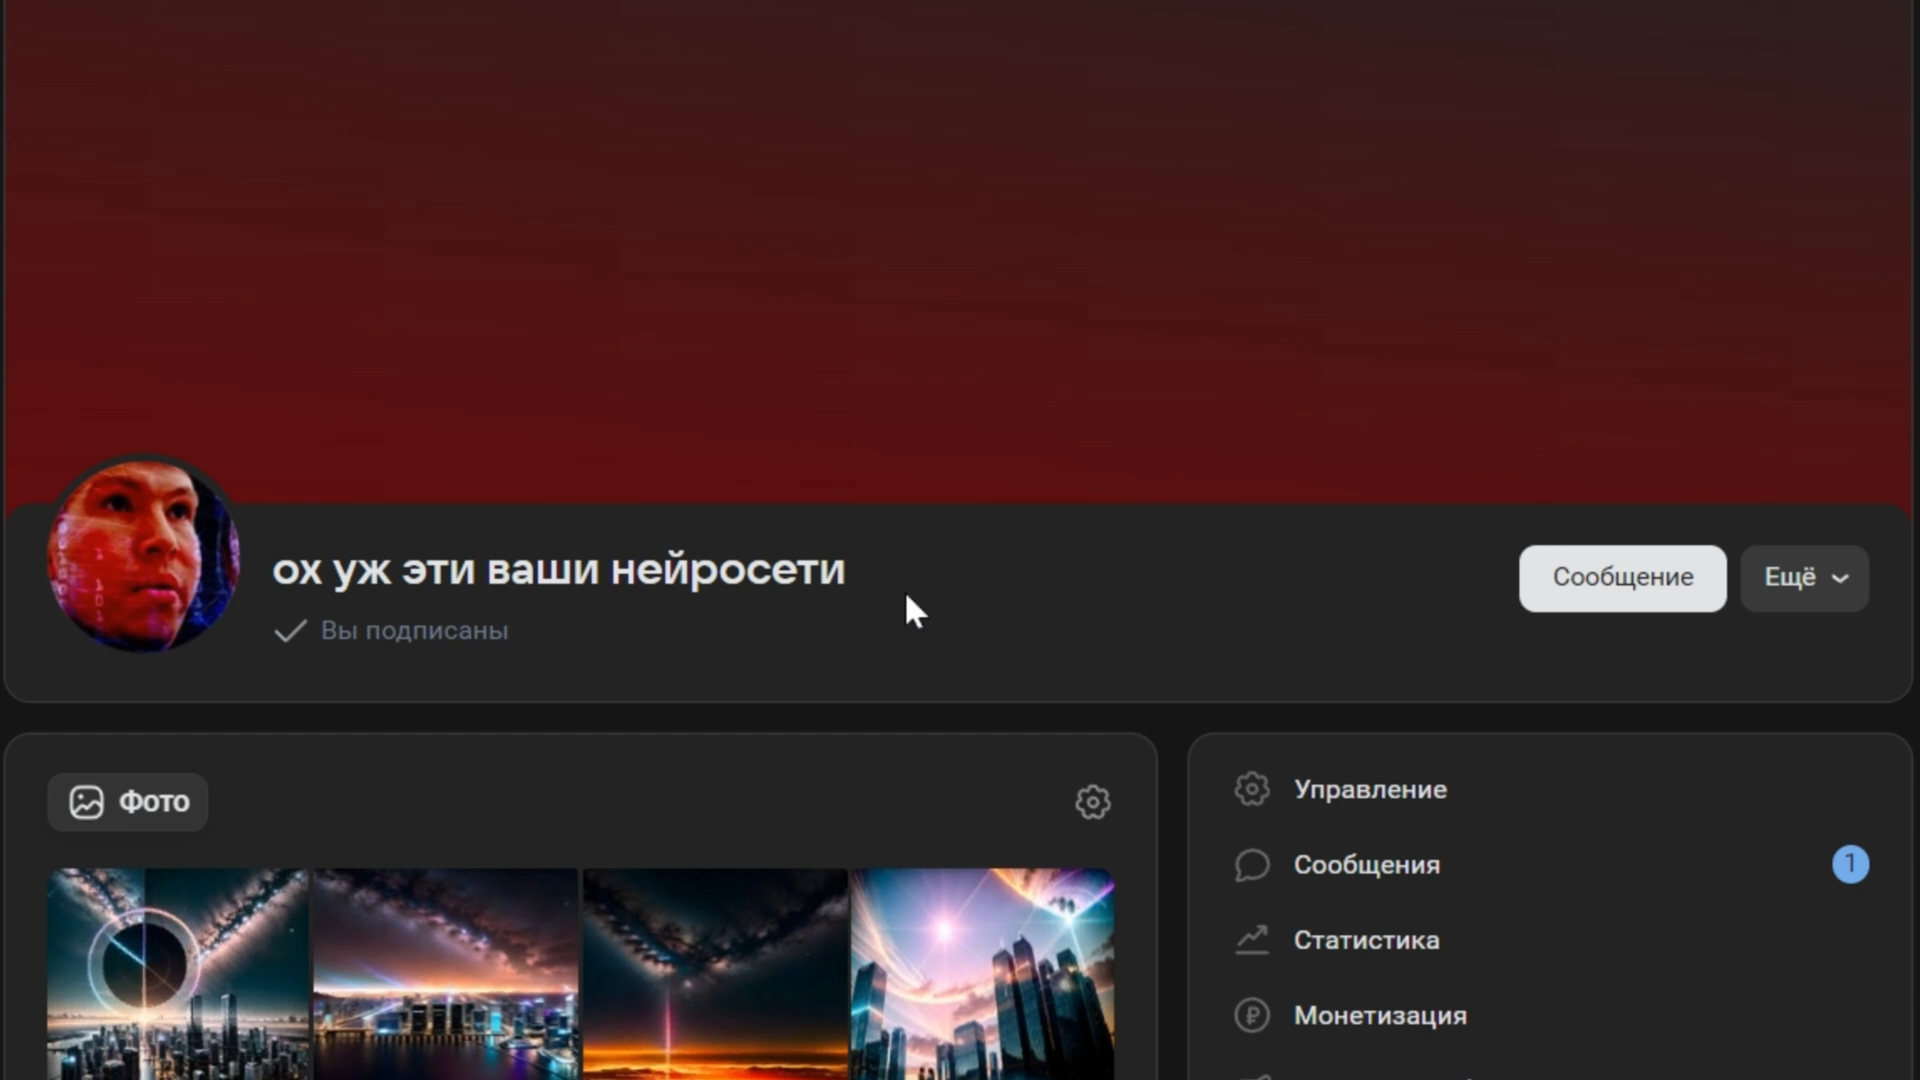 ох уж эти ваши нейросети
Вы подписаны
Сообщение
Ещё
Фото
Управление
Сообщения
1
Статистика
Монетизация